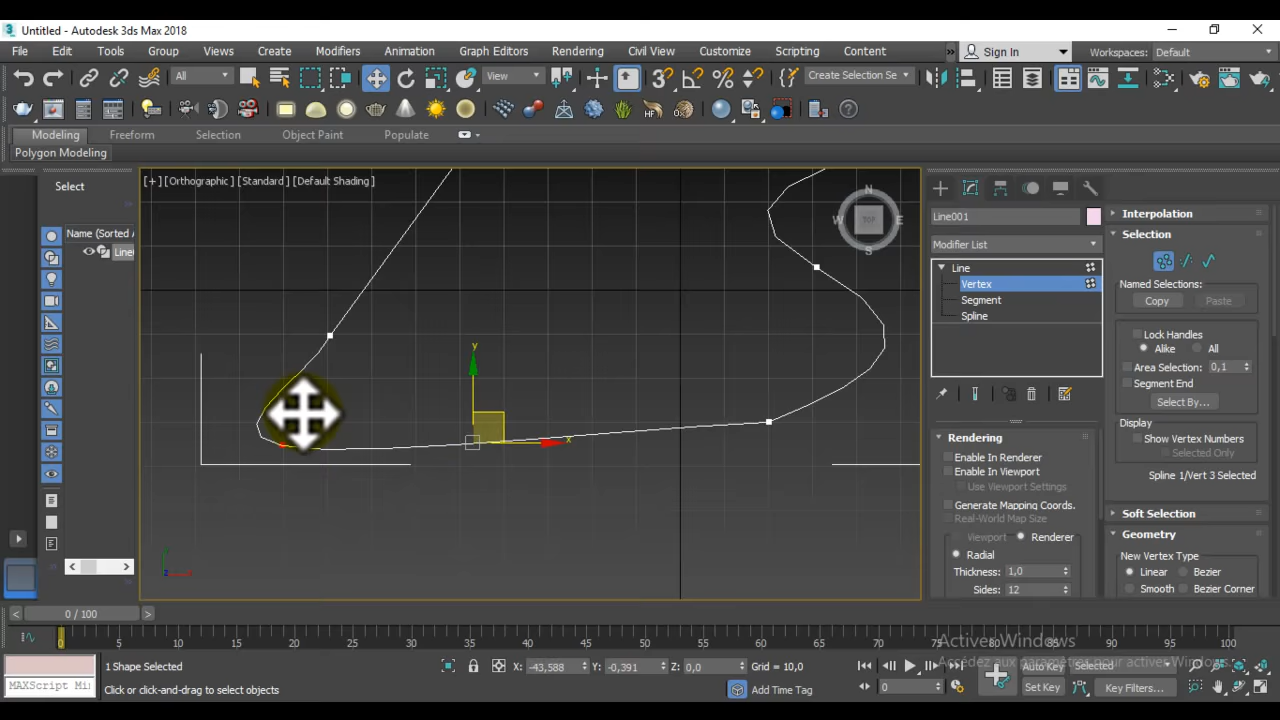 Untitled - Autodesk 3ds Max 2018
File Edit Tools Group Views Create Modifiers Animation Graph Editors Rendering Civil View Customize Scripting Content
Sign In
Workspaces: Default
All
View
Create Selection Se
Modeling Freeform Selection Object Paint Populate
Polygon Modeling
Select
Name (Sorted A
Line
[+] [Orthographic] [Standard] [Default Shading]
N
W TOP E
S
y
x
Line001
Modifier List
Line
Vertex
Segment
Spline
Rendering
Enable In Renderer
Enable In Viewport
Use Viewport Settings
Generate Mapping Coords.
Real-World Map Size
Viewport Renderer
Radial
Thickness: 1,0
Sides: 12
Interpolation
Selection
Named Selections:
Copy Paste
Lock Handles
Alike All
Area Selection: 0,1
Segment End
Select By...
Display
Show Vertex Numbers
Selected Only
Spline 1/Vert 3 Selected
Soft Selection
Geometry
New Vertex Type
Linear Bezier
Smooth Bezier Corner
0 / 100
0 5 10 15 20 25 30 35 40 45 50 55 60 65 70 75 80 85 90 95 100
Activer Windows
Accédez aux paramètres pour activer Windows.
1 Shape Selected
X: -43,588 Y: -0,391 Z: 0,0 Grid = 10,0
Auto Key Selected
MAXScript Mi
Click or click-and-drag to select objects
Add Time Tag
0
Set Key
Key Filters...